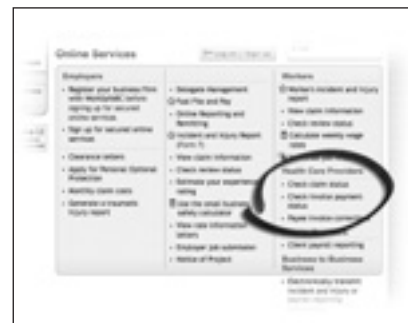 Online Services
Employers
Register your business/firm
with WorkSafeBC before
signing up for secured
online services
Sign up for secured online
services
Clearance letters
Apply for Personal Optional
Protection
Monthly claim costs
Generate a traumatic
injury report
Delegate Management
Fast File and Pay
Online Reporting and
Remitting
Incident and Injury Report
(Form 7)
View claim information
Check review status
Estimate your experience
rating
Use the small business
safety calculator
View rate information
letters
Employer job submission
Notice of Project
Workers
Worker's incident and injury
report
View claim information
Check review status
Calculate weekly wage
rates
Health Care Providers
Check claim status
Check invoice payment
status
Payee invoice
Check payroll reporting
Business to Business
Services
Electronically transmit
incident and injury or